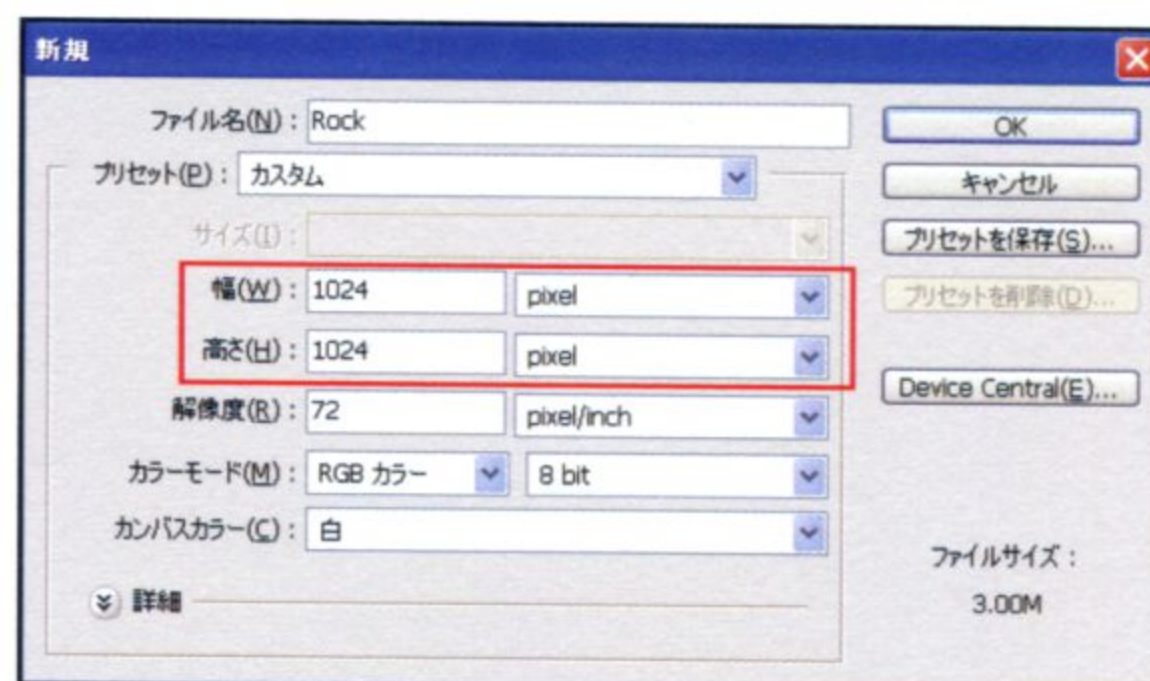 新規
ファイル名(N)：Rock
OK
プリセット(P)：カスタム
キャンセル
サイズ(I)：
プリセットを保存(S)...
幅(W)：1024 pixel
プリセットを削除(D)...
高さ(H)：1024 pixel
Device Central(E)...
解像度(R)：72 pixel/inch
カラーモード(M)：RGB カラー 8 bit
カンバスカラー(C)：白
ファイルサイズ：
詳細
3.00M